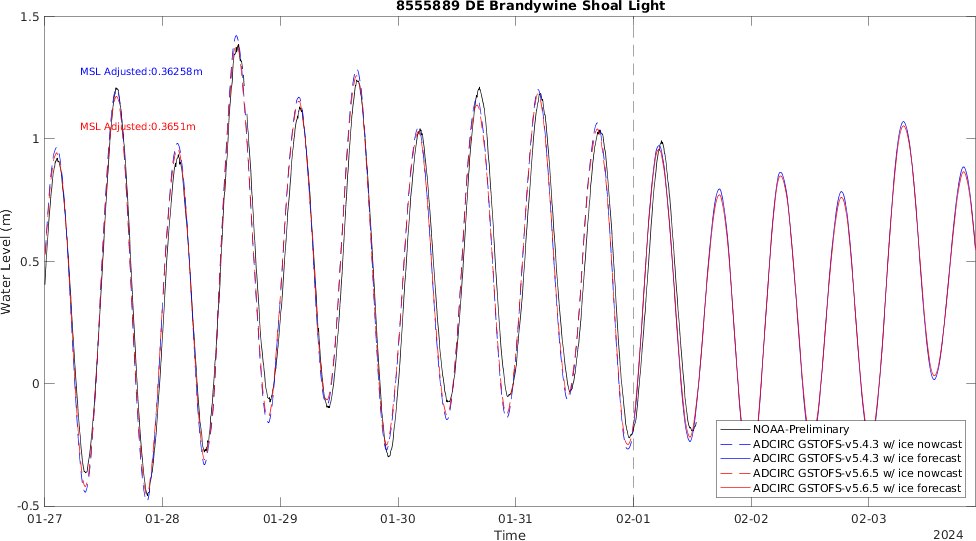 8555889 DE Brandywine Shoal Light
1.5
MSL Adjusted:0.36258m
MSL Adjusted:0.3651m
1
0.5
0
-0.5
Water Level (m)
NOAA-Preliminary
ADCIRC GSTOFS-v5.4.3 w/ ice nowcast
ADCIRC GSTOFS-v5.4.3 w/ ice forecast
ADCIRC GSTOFS-v5.6.5 w/ ice nowcast
ADCIRC GSTOFS-v5.6.5 w/ ice forecast
01-27 01-28 01-29 01-30 01-31 02-01 02-02 02-03
Time
2024